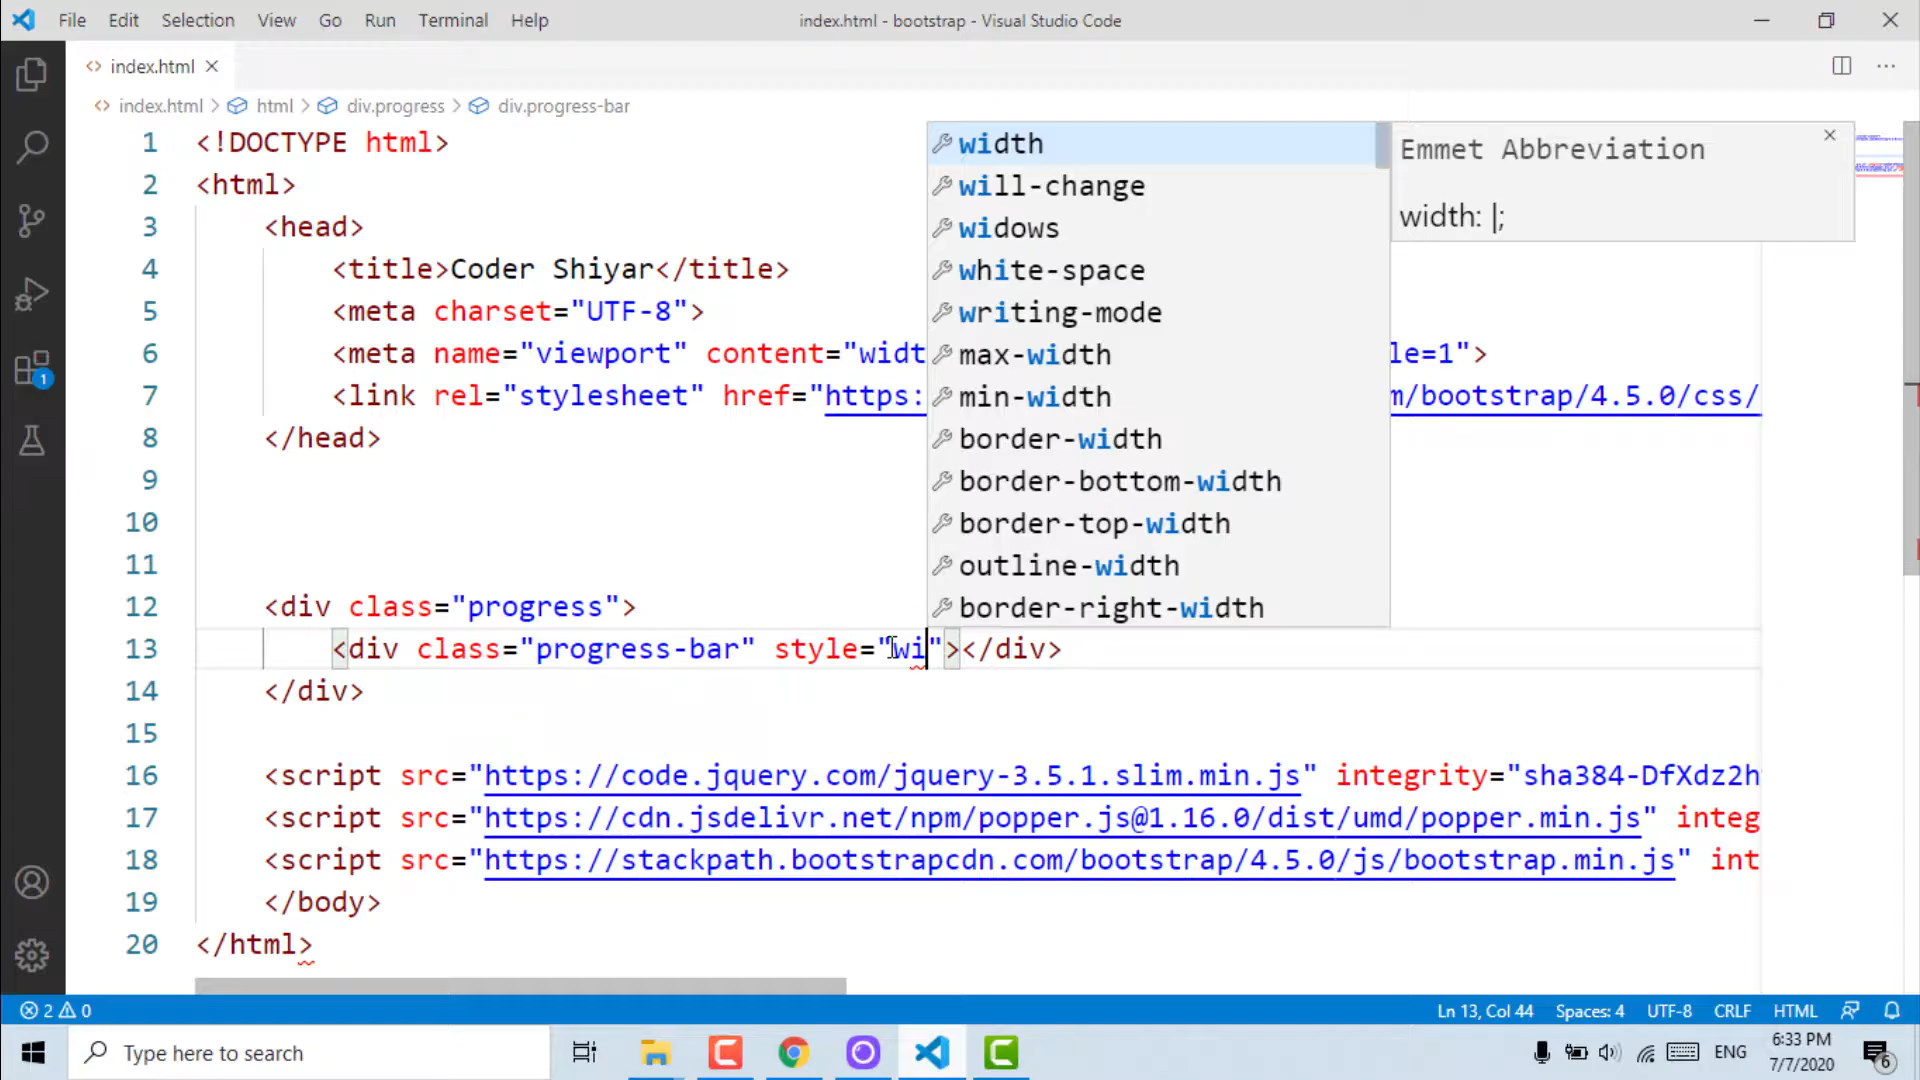 File Edit Selection View Go Run Terminal Help index.html - bootstrap - Visual Studio Code
index.html
index.html > html > div.progress > div.progress-bar
1 <!DOCTYPE html>
2 <html>
3 <head>
4 <title>Coder Shiyar</title>
5 <meta charset="UTF-8">
6 <meta name="viewport" content="widt le=1">
7 <link rel="stylesheet" href="https: m/bootstrap/4.5.0/css/
8 </head>
9
10
11
width
will-change
widows
white-space
writing-mode
max-width
min-width
border-width
border-bottom-width
border-top-width
outline-width
border-right-width
Emmet Abbreviation
width: |;
12 <div class="progress">
13 <div class="progress-bar" style="wi"></div>
14 </div>
15
16 <script src="https://code.jquery.com/jquery-3.5.1.slim.min.js" integrity="sha384-DfXdz2h
17 <script src="https://cdn.jsdelivr.net/npm/popper.js@1.16.0/dist/umd/popper.min.js" integ
18 <script src="https://stackpath.bootstrapcdn.com/bootstrap/4.5.0/js/bootstrap.min.js" int
19 </body>
20 </html>
1
2 0 Ln 13, Col 44 Spaces: 4 UTF-8 CRLF HTML
Type here to search
ENG
6:33 PM
7/7/2020
6